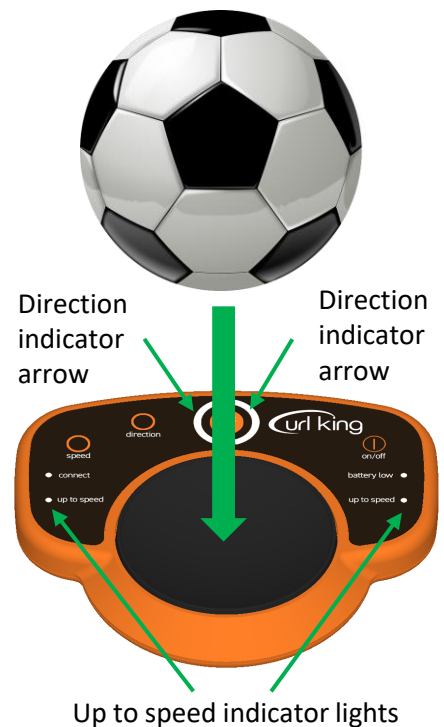 Direction
indicator
arrow
Direction
indicator
arrow
Curl king
direction
speed
on/off
connect
battery low
up to speed
up to speed
Up to speed indicator lights